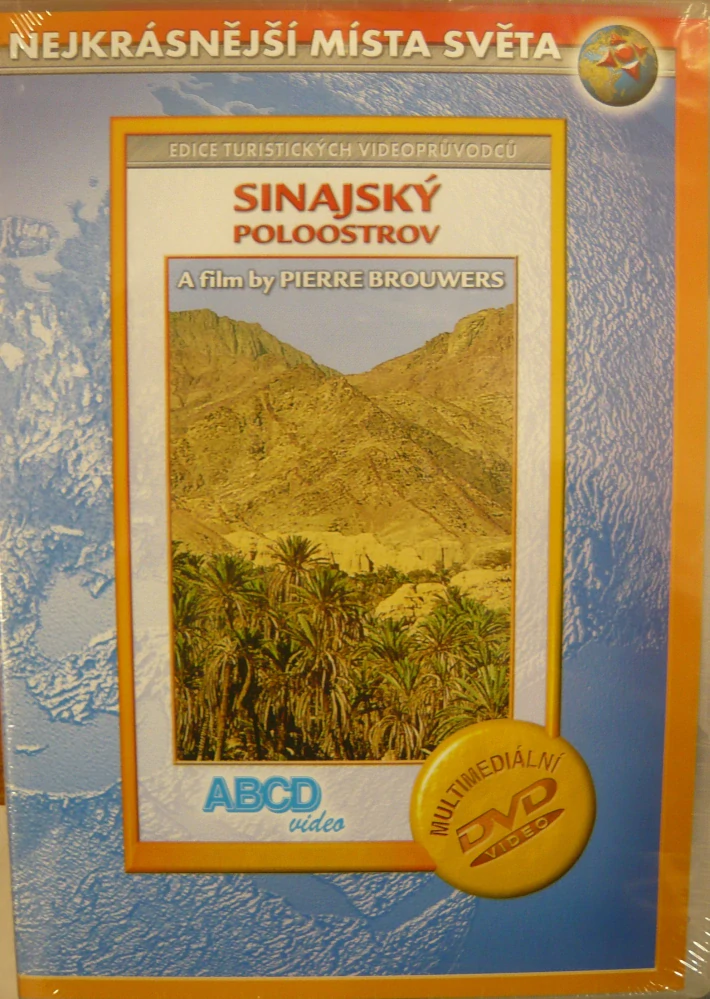 NEJKRÁSNĚJŠÍ MÍSTA SVĚTA
EDICE TURISTICKÝCH VIDEOPRŮVODCŮ
SINAJSKÝ
POLOOSTROV
A film by PIERRE BROUWERS
ABCD
video
MULTIMEDIÁLNÍ
DVD
VIDEO